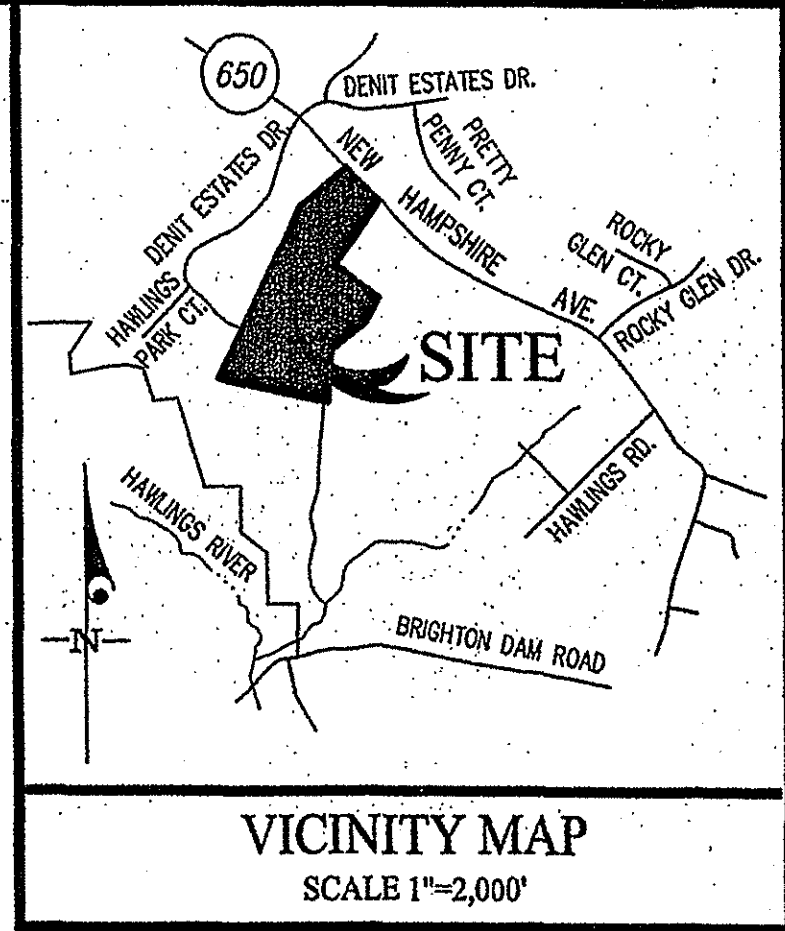 650
DENIT ESTATES DR.
PRETTY
PENNY CT.
DENIT ESTATES DR.
NEW HAMPSHIRE AVE.
ROCKY
GLEN CT.
ROCKY GLEN DR.
HAWLINGS
PARK CT.
SITE
HAWLINGS RIVER
HAWLINGS RD.
N
BRIGHTON DAM ROAD
VICINITY MAP
SCALE 1"=2,000'